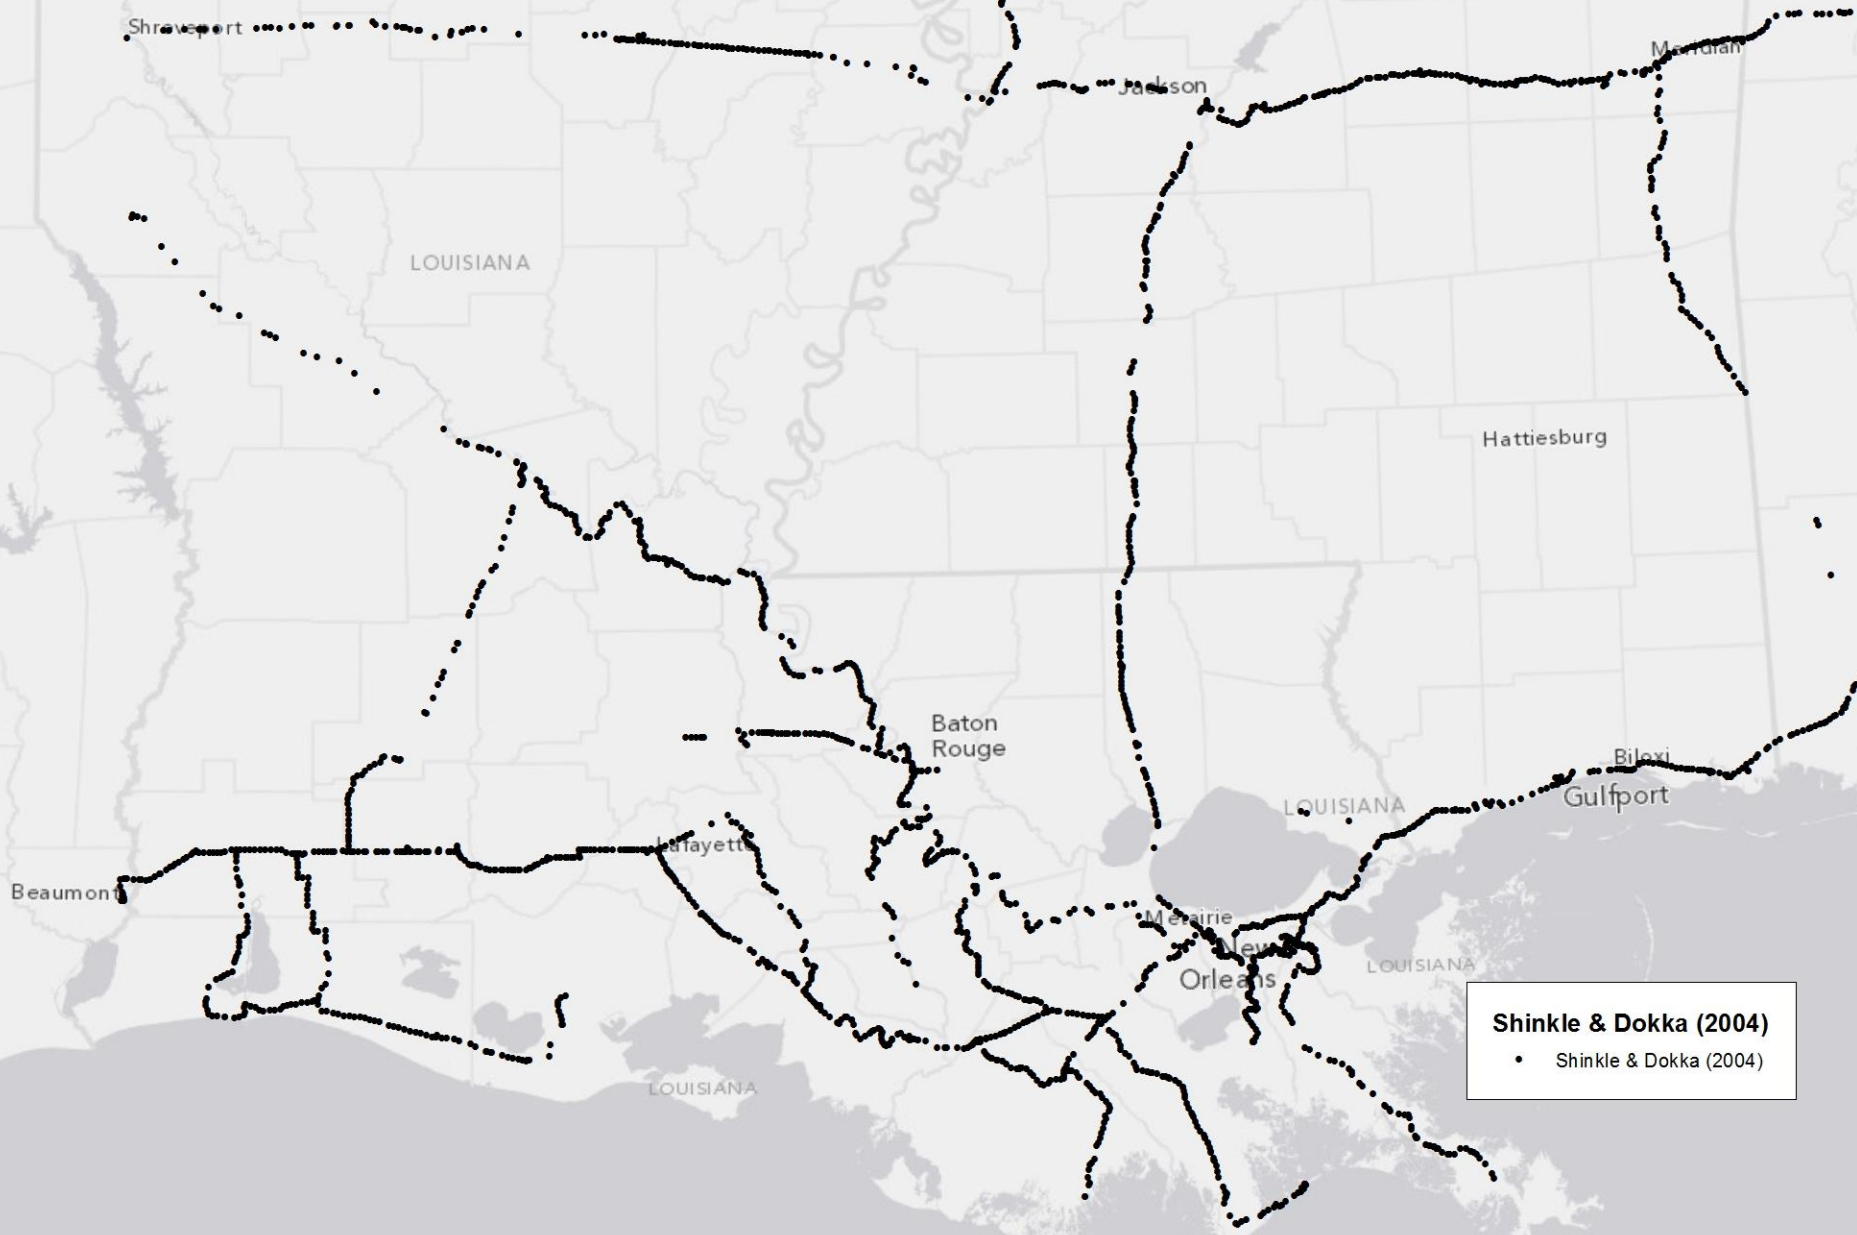 Shreveport
Meridian
Jackson
LOUISIANA
Hattiesburg
Baton
Rouge
Biloxi
Gulfport
LOUISIANA
Lafayette
Beaumont
Metairie
New
Orleans
LOUISIANA
Shinkle & Dokka (2004)
Shinkle & Dokka (2004)
LOUISIANA